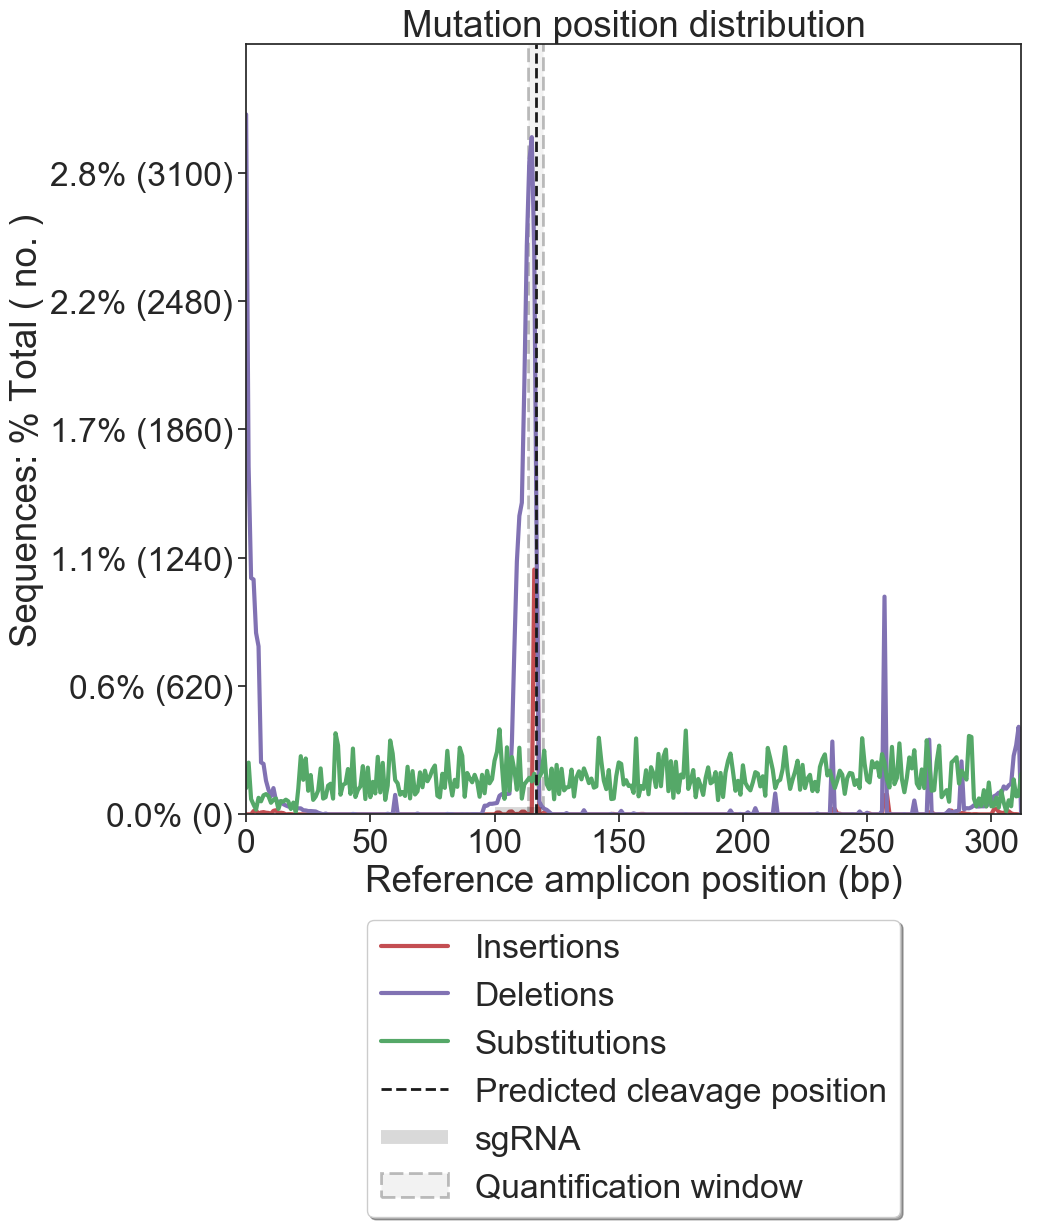 Mutation position distribution
Sequences: % Total ( no. )
2.8% (3100)
2.2% (2480)
1.7% (1860)
1.1% (1240)
0.6% (620)
0.0% (0)
0 50 100 150 200 250 300
Reference amplicon position (bp)
Insertions
Deletions
Substitutions
Predicted cleavage position
sgRNA
Quantification window